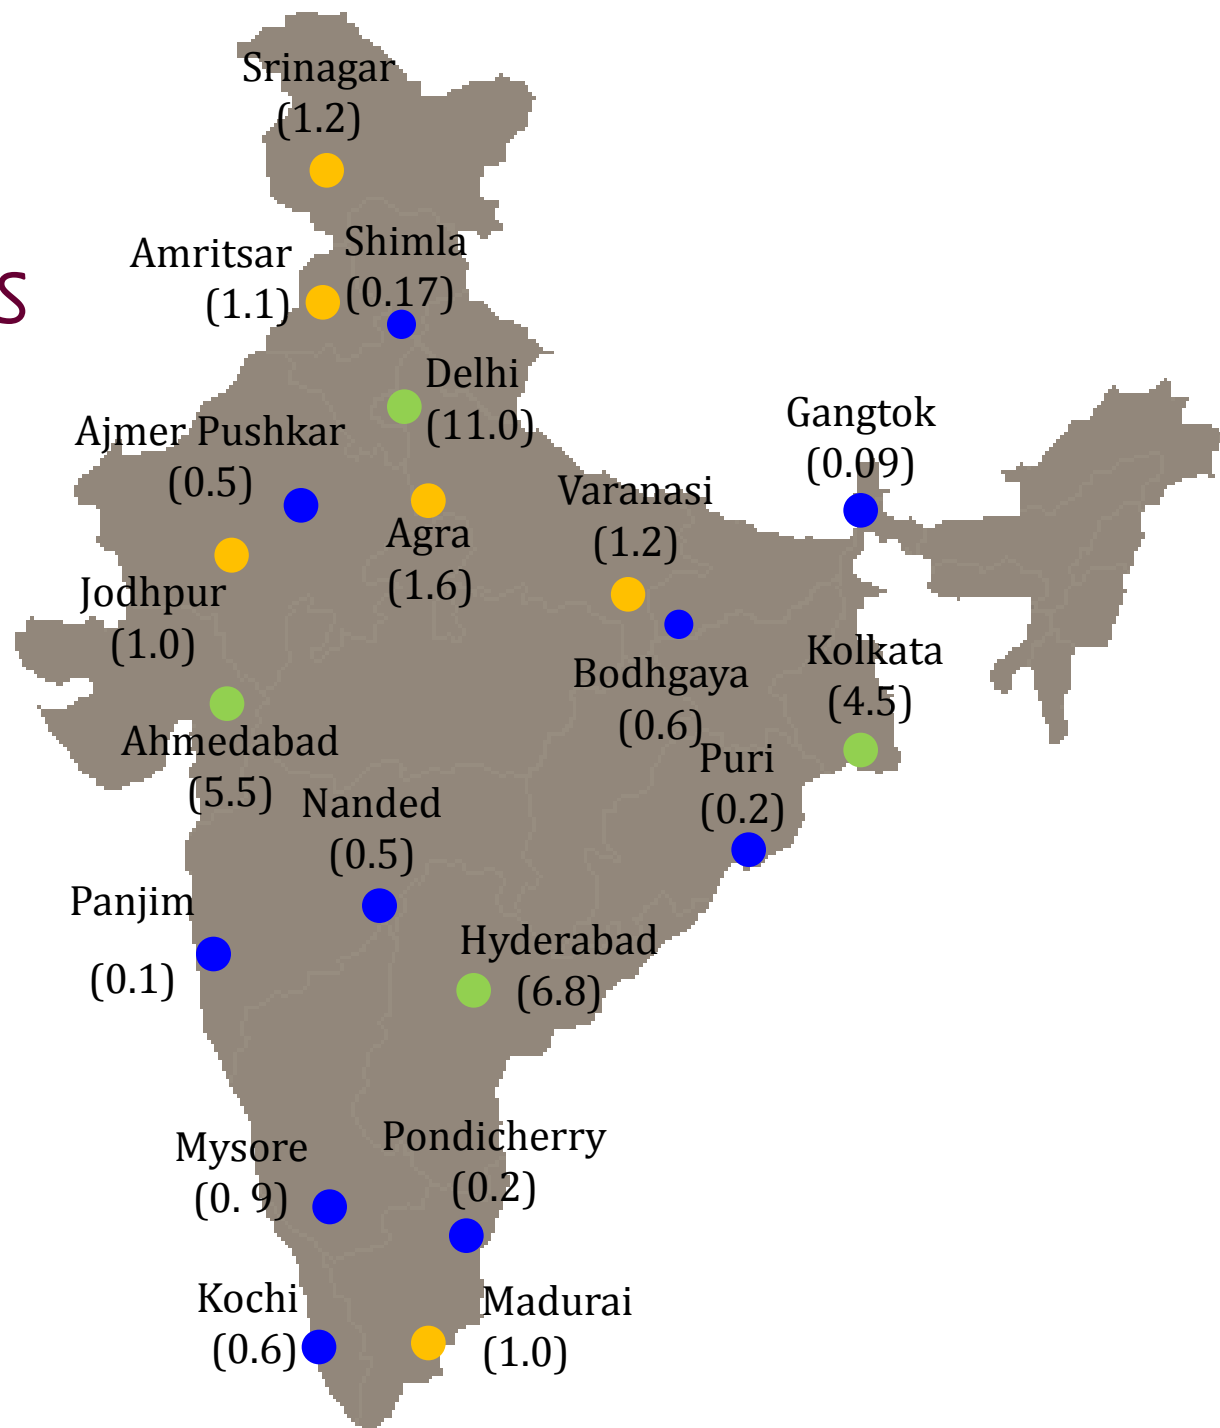 Srinagar
(1.2)
Amritsar
(1.1)
Shimla
(0.17)
s
Delhi
(11.0)
Ajmer Pushkar
(0.5)
Gangtok
(0.09)
Varanasi
(1.2)
Agra
(1.6)
Jodhpur
(1.0)
Kolkata
(4.5)
Bodhgaya
(0.6)
Ahmedabad
(5.5)
Puri
(0.2)
Nanded
(0.5)
Panjim
(0.1)
Hyderabad
(6.8)
Mysore
(0. 9)
Pondicherry
(0.2)
Kochi
(0.6)
Madurai
(1.0)